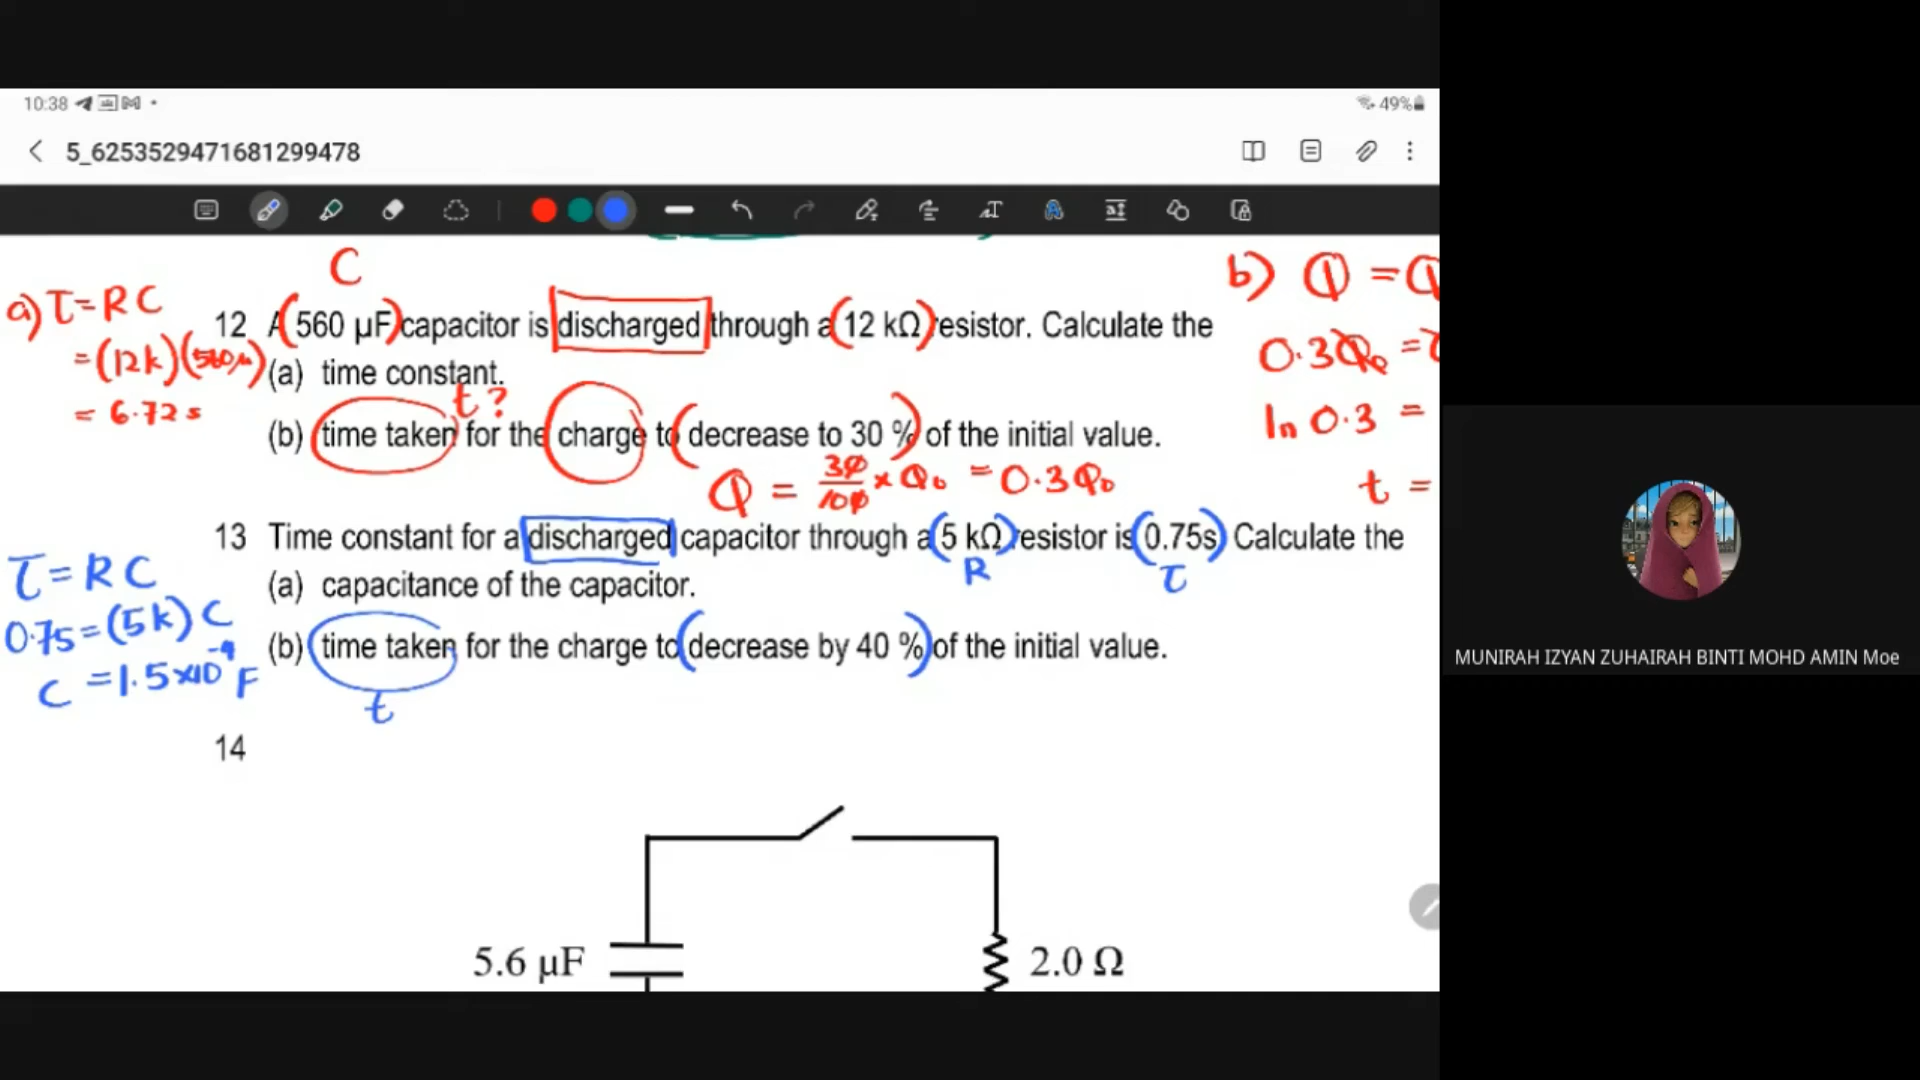 10:38
49%
5_6253529471681299478
C
a) τ = RC
= (12k)(560μ)
= 6.72s
b) Q = Q
0.3Q₀ =
ln 0.3 =
t =
12 A (560 μF) capacitor is discharged through a (12 kΩ) resistor. Calculate the
(a) time constant.
t?
(b) time taken for the charge to (decrease to 30 %) of the initial value.
Q = 30/100 × Q₀ = 0.3Q₀
13 Time constant for a discharged capacitor through a (5 kΩ) resistor is (0.75s) Calculate the
R τ
(a) capacitance of the capacitor.
(b) time taken for the charge to (decrease by 40 %) of the initial value.
t
τ = RC
0.75 = (5k) C
C = 1.5×10⁻⁴ F
14
5.6 μF
2.0 Ω
MUNIRAH IZYAN ZUHAIRAH BINTI MOHD AMIN Moe